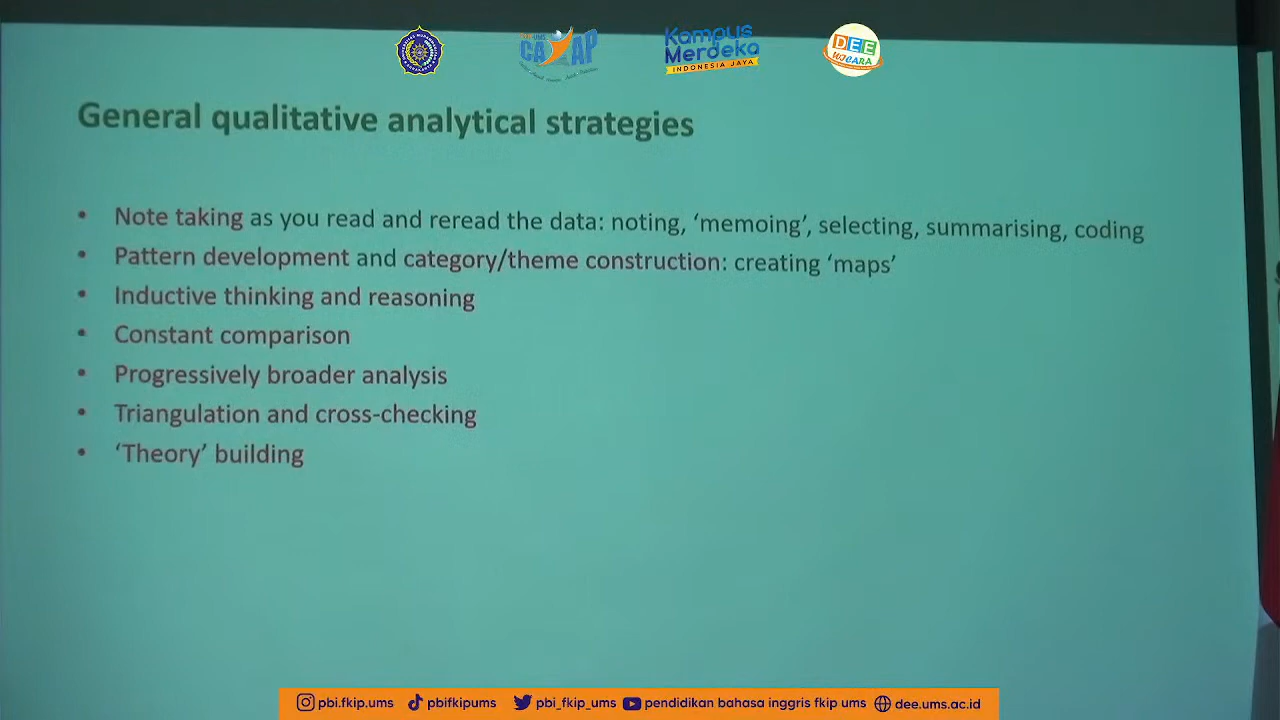 CAKAP
Kampus
Merdeka
INDONESIA JAYA
DEE
WICARA
General qualitative analytical strategies
• Note taking as you read and reread the data: noting, ‘memoing’, selecting, summarising, coding
• Pattern development and category/theme construction: creating ‘maps’
• Inductive thinking and reasoning
• Constant comparison
• Progressively broader analysis
• Triangulation and cross-checking
• ‘Theory’ building
pbi.fkip.ums pbifkipums pbi_fkip_ums pendidikan bahasa inggris fkip ums dee.ums.ac.id